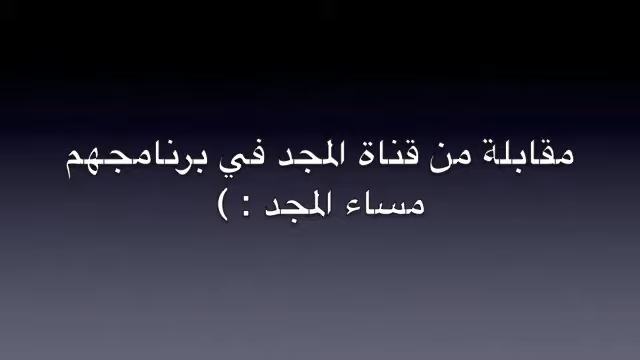 مقابلة من قناة المجد في برنامجهم
مساء المجد : )